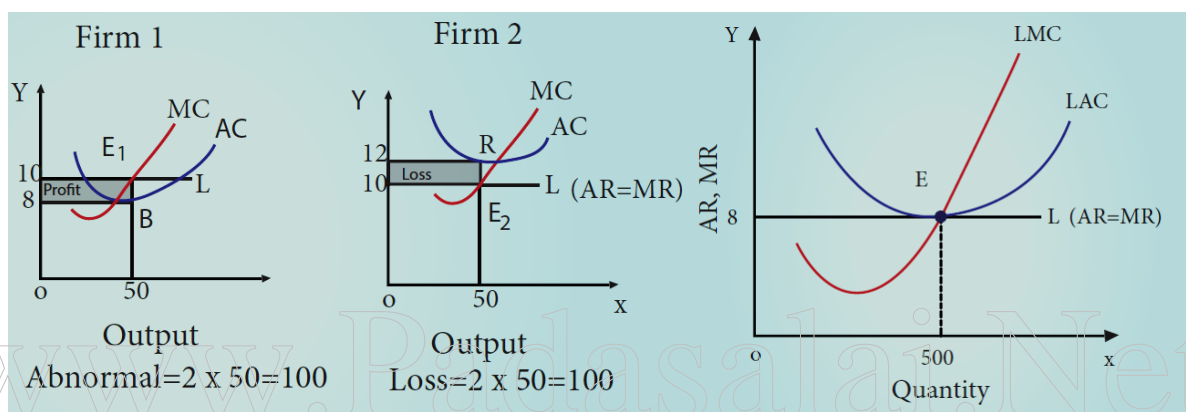 Firm 1
Y
MC
AC
E1
10
L
Profit
8
B
o
50
Output
Abnormal=2 x 50=100
Firm 2
Y
MC
AC
R
12
Loss
10
L (AR=MR)
E2
o
50
x
Output
Loss=2 x 50=100
Y
LMC
LAC
E
AR, MR
8
L (AR=MR)
o
500
x
Quantity
www.Padasalai.Net